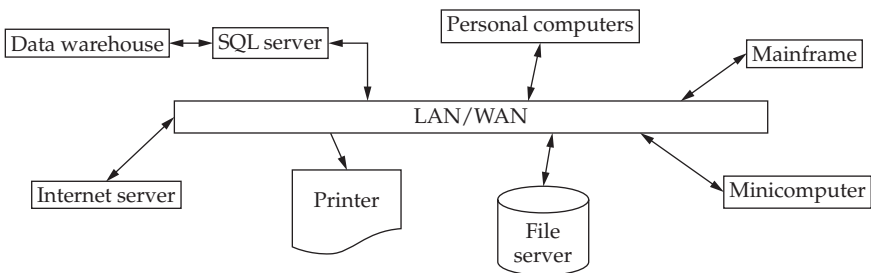 Personal computers
Data warehouse
SQL server
Mainframe
LAN/WAN
Internet server
Printer
Minicomputer
File
server